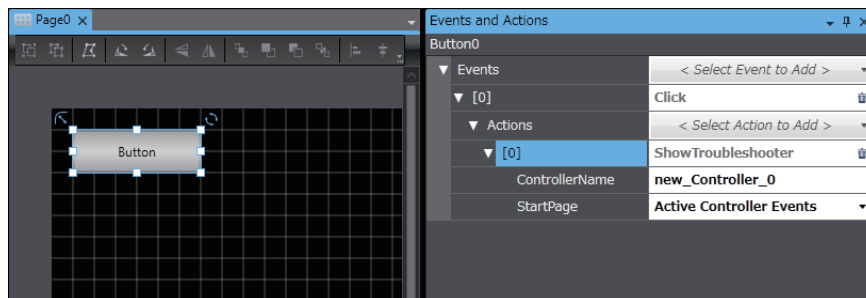 Page0
Button
Events and Actions
Button0
Events
< Select Event to Add >
[0]
Click
Actions
< Select Action to Add >
[0]
ShowTroubleshooter
ControllerName
new_Controller_0
StartPage
Active Controller Events